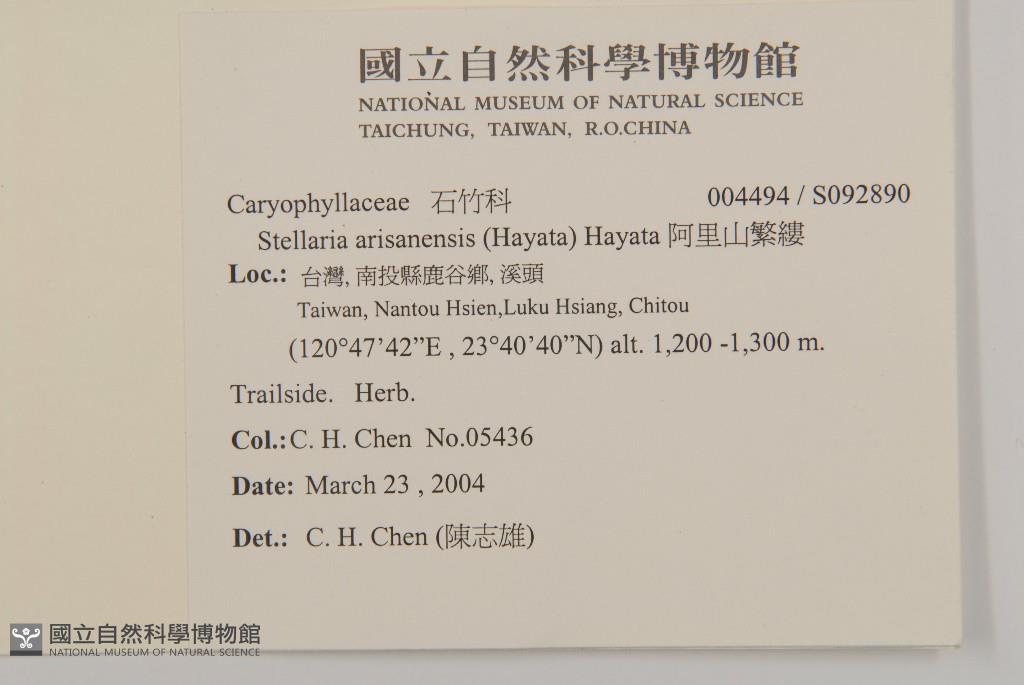 國立自然科學博物館
NATIONAL MUSEUM OF NATURAL SCIENCE
TAICHUNG, TAIWAN, R.O.CHINA
Caryophyllaceae 石竹科 004494 / S092890
Stellaria arisanensis (Hayata) Hayata 阿里山繁縷
Loc.: 台灣, 南投縣鹿谷鄉, 溪頭
Taiwan, Nantou Hsien,Luku Hsiang, Chitou
(120°47’42”E , 23°40’40”N) alt. 1,200 -1,300 m.
Trailside. Herb.
Col.:C. H. Chen No.05436
Date: March 23 , 2004
Det.: C. H. Chen (陳志雄)
國立自然科學博物館
NATIONAL MUSEUM OF NATURAL SCIENCE